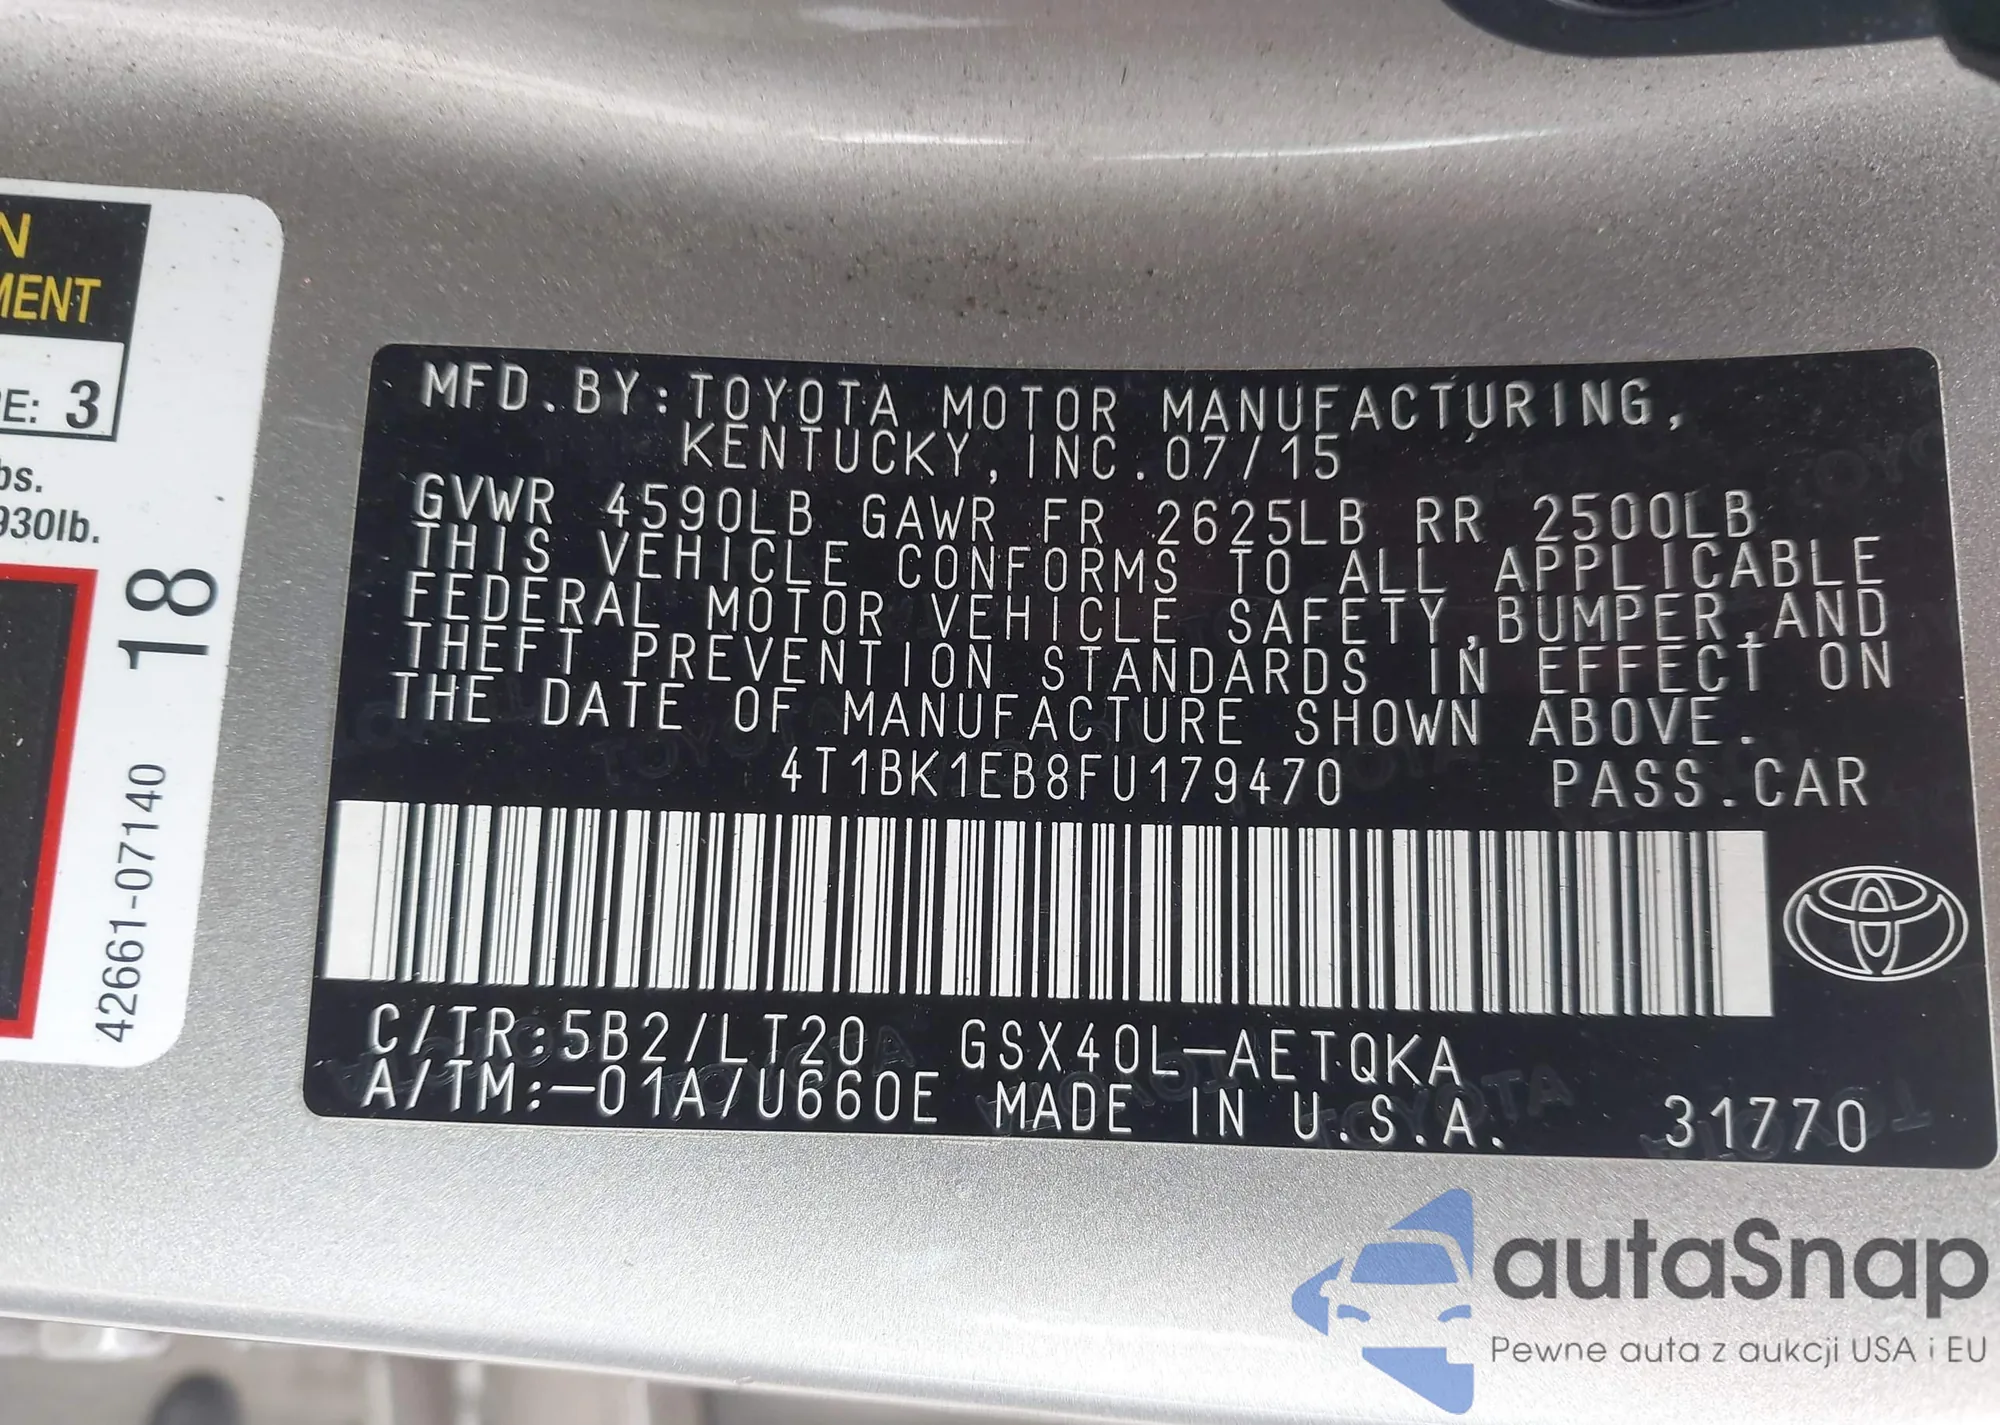 N
MENT
E: 3
bs.
930lb.
18
42661-07140
MFD.BY:TOYOTA MOTOR MANUFACTURING,
KENTUCKY,INC.07/15
GVWR 4590LB GAWR FR 2625LB RR 2500LB
THIS VEHICLE CONFORMS TO ALL APPLICABLE
FEDERAL MOTOR VEHICLE SAFETY,BUMPER,AND
THEFT PREVENTION STANDARDS IN EFFECT ON
THE DATE OF MANUFACTURE SHOWN ABOVE.
4T1BK1EB8FU179470 PASS.CAR
C/TR:5B2/LT20 GSX40L-AETQKA
A/TM:-01A/U660E MADE IN U.S.A. 31770
autaSnap
Pewne auta z aukcji USA i EU